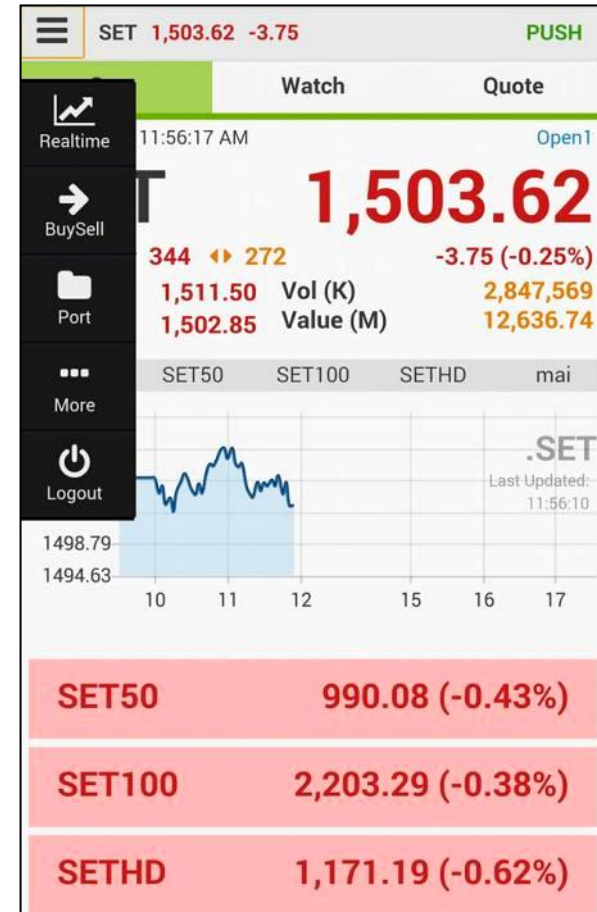 SET 1,503.62 -3.75 PUSH
Watch Quote
Realtime
11:56:17 AM Open1
T 1,503.62
BuySell
344 272 -3.75 (-0.25%)
1,511.50 Vol (K) 2,847,569
Port
1,502.85 Value (M) 12,636.74
SET50 SET100 SETHD mai
More
.SET
Last Updated:
11:56:10
Logout
1498.79
1494.63
10 11 12 15 16 17
SET50 990.08 (-0.43%)
SET100 2,203.29 (-0.38%)
SETHD 1,171.19 (-0.62%)